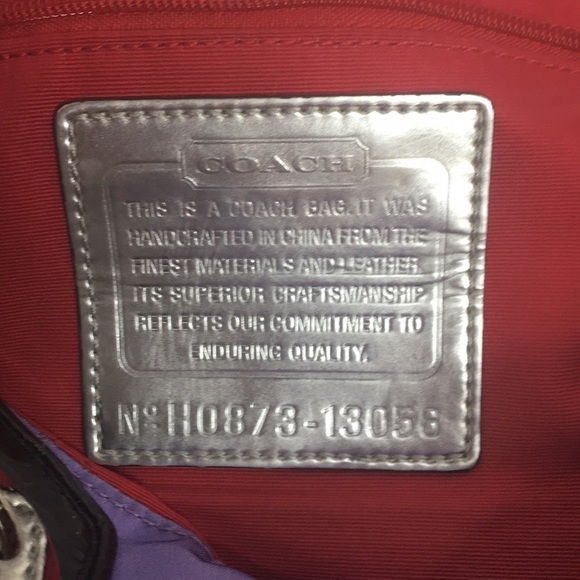 COACH
THIS IS A COACH BAG. IT WAS
HANDCRAFTED IN CHINA FROM THE
FINEST MATERIALS AND LEATHER.
ITS SUPERIOR CRAFTSMANSHIP
REFLECTS OUR COMMITMENT TO
ENDURING QUALITY.
Nº H0873-13058